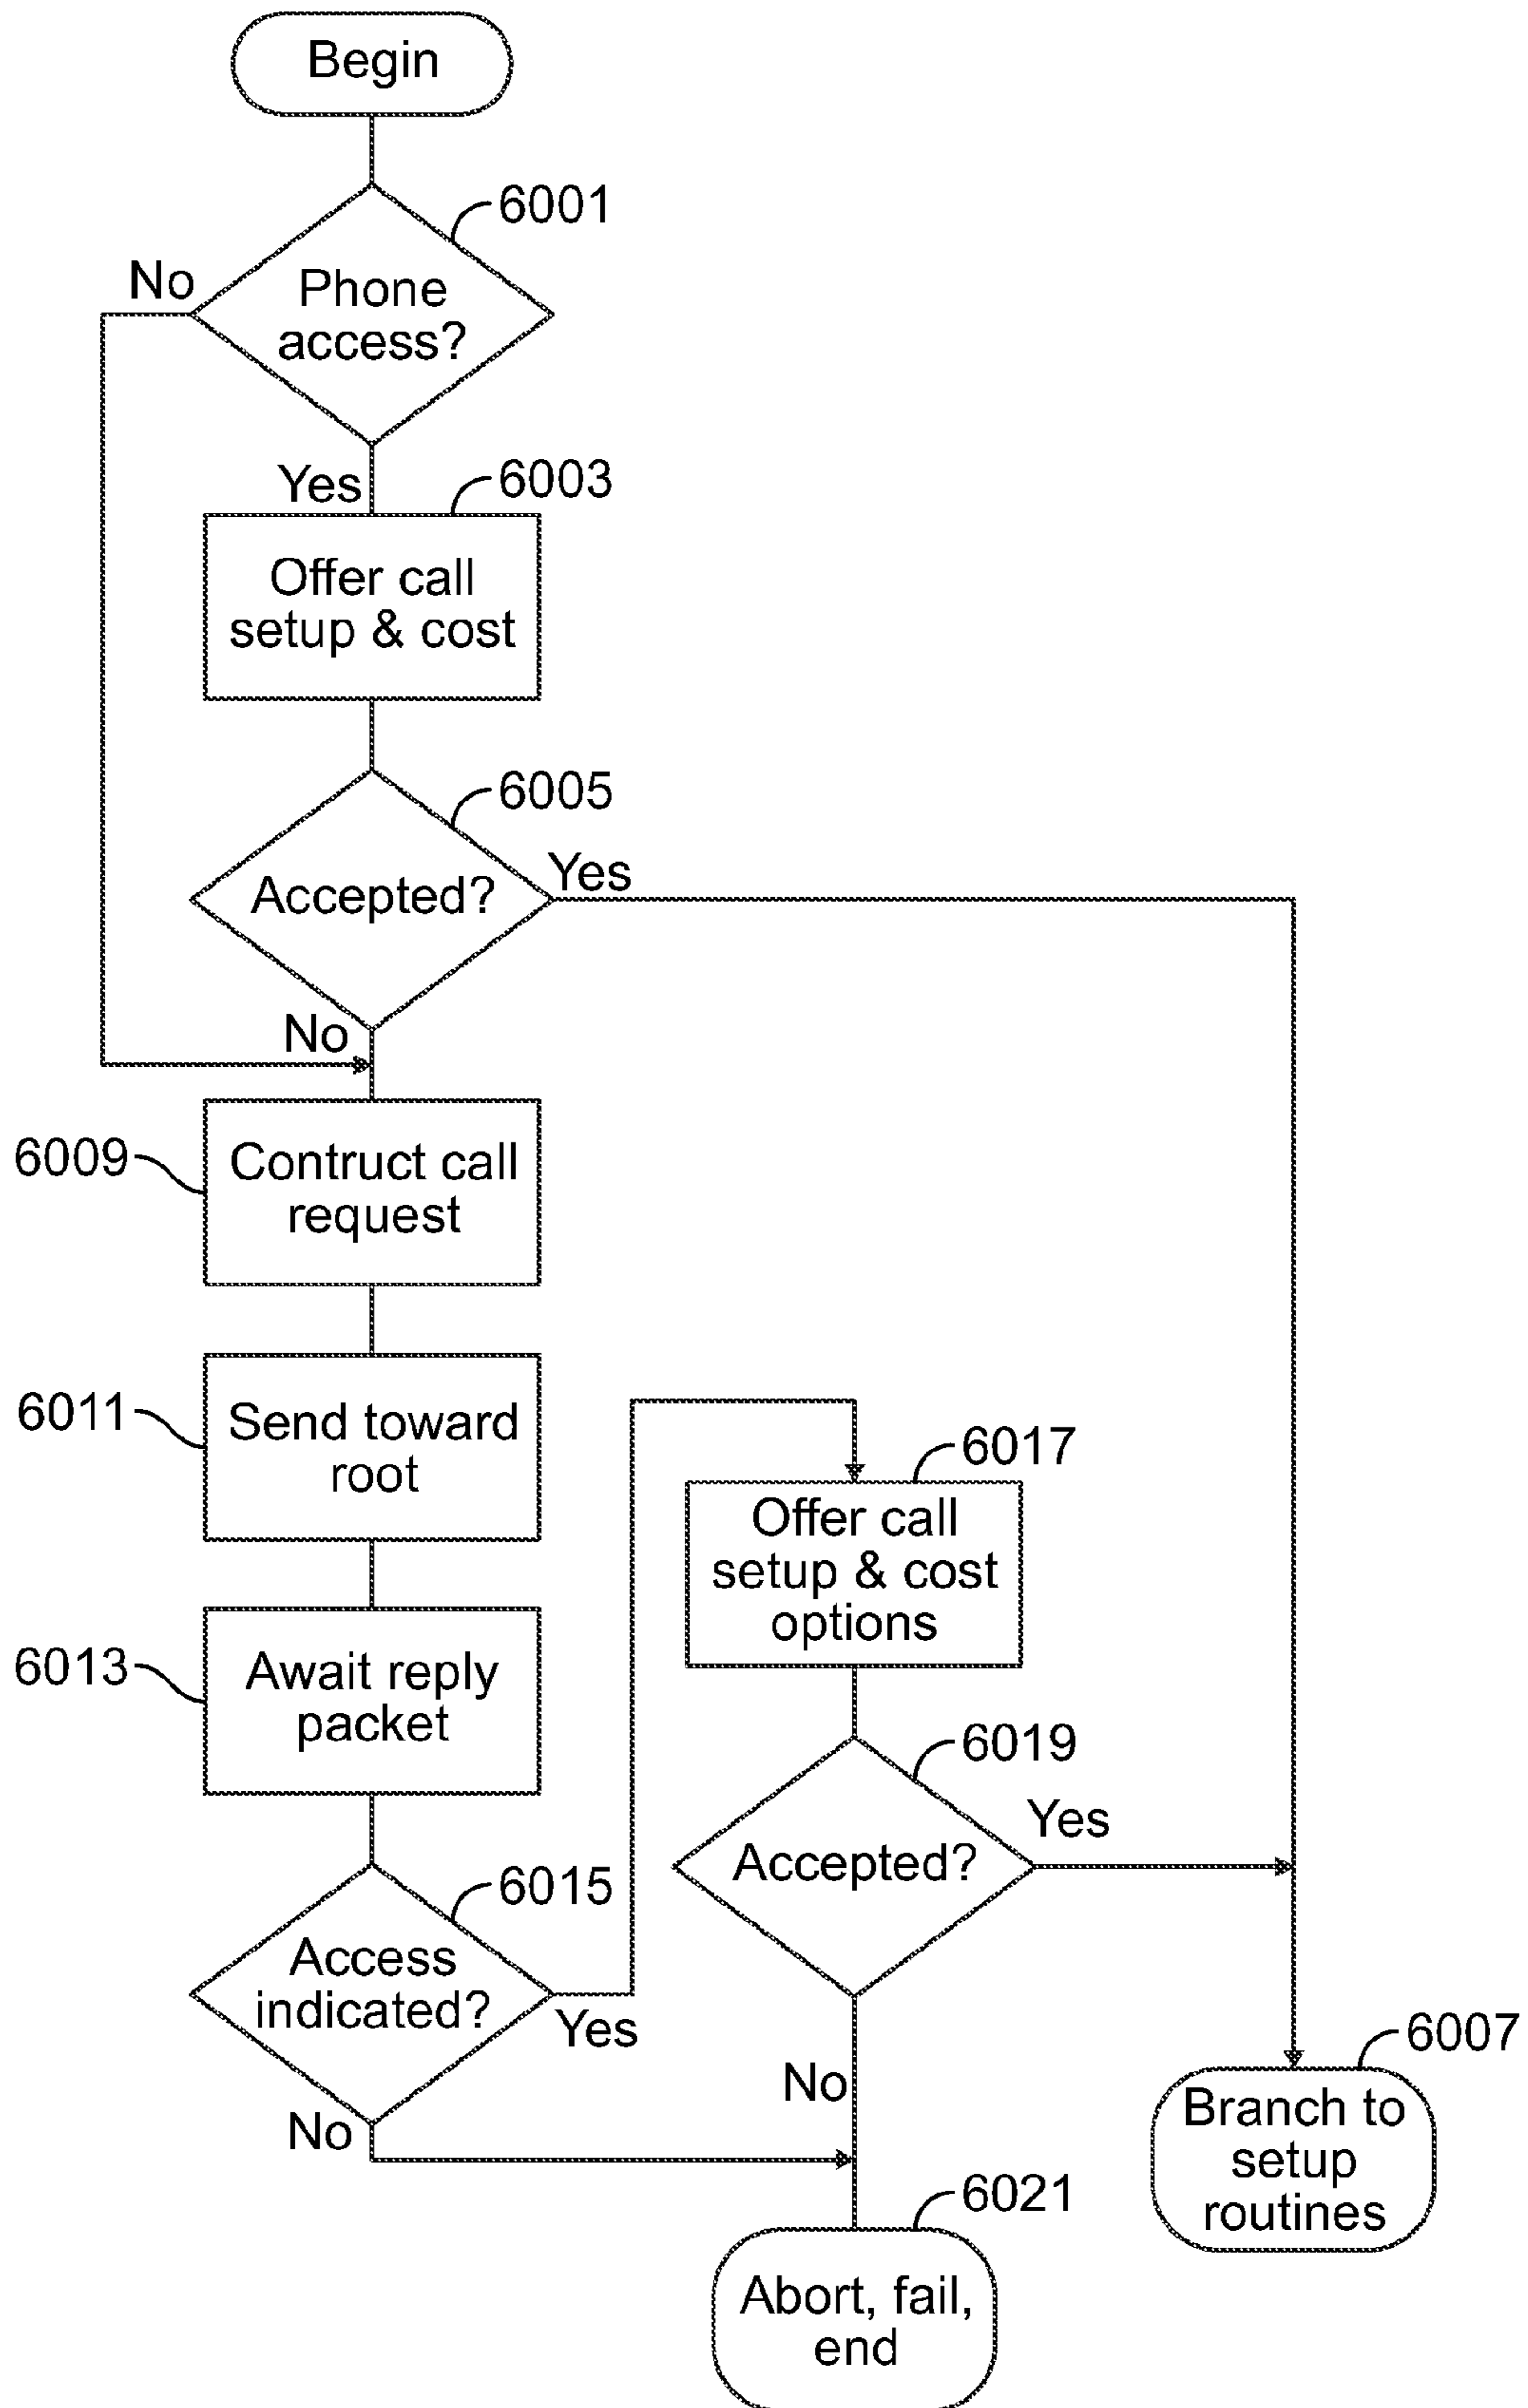 Begin
6001
No
Phone
access?
Yes
6003
Offer call
setup & cost
6005
Accepted?
Yes
No
6009
Contruct call
request
6011
Send toward
root
6013
Await reply
packet
6015
Access
indicated?
Yes
No
6017
Offer call
setup & cost
options
6019
Accepted?
Yes
No
6007
Branch to
setup
routines
6021
Abort, fail,
end